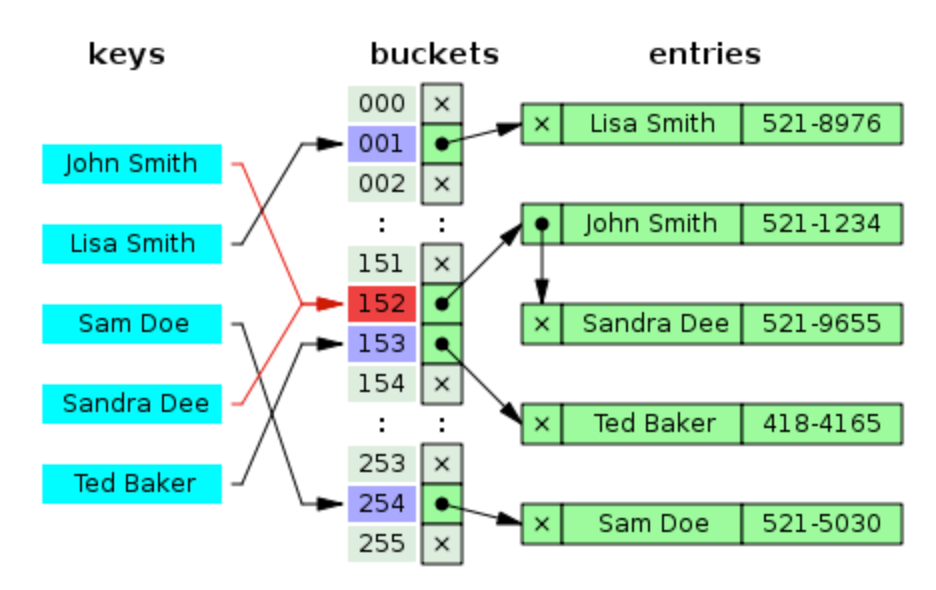 keys buckets entries
000 ×
Lisa Smith 521-8976
× 
001
John Smith
002 ×
: :
John Smith 521-1234
Lisa Smith
151 ×
152
Sam Doe
× Sandra Dee 521-9655
153
154 ×
Sandra Dee
: :
× Ted Baker 418-4165
253 ×
Ted Baker
254
× Sam Doe 521-5030
255 ×